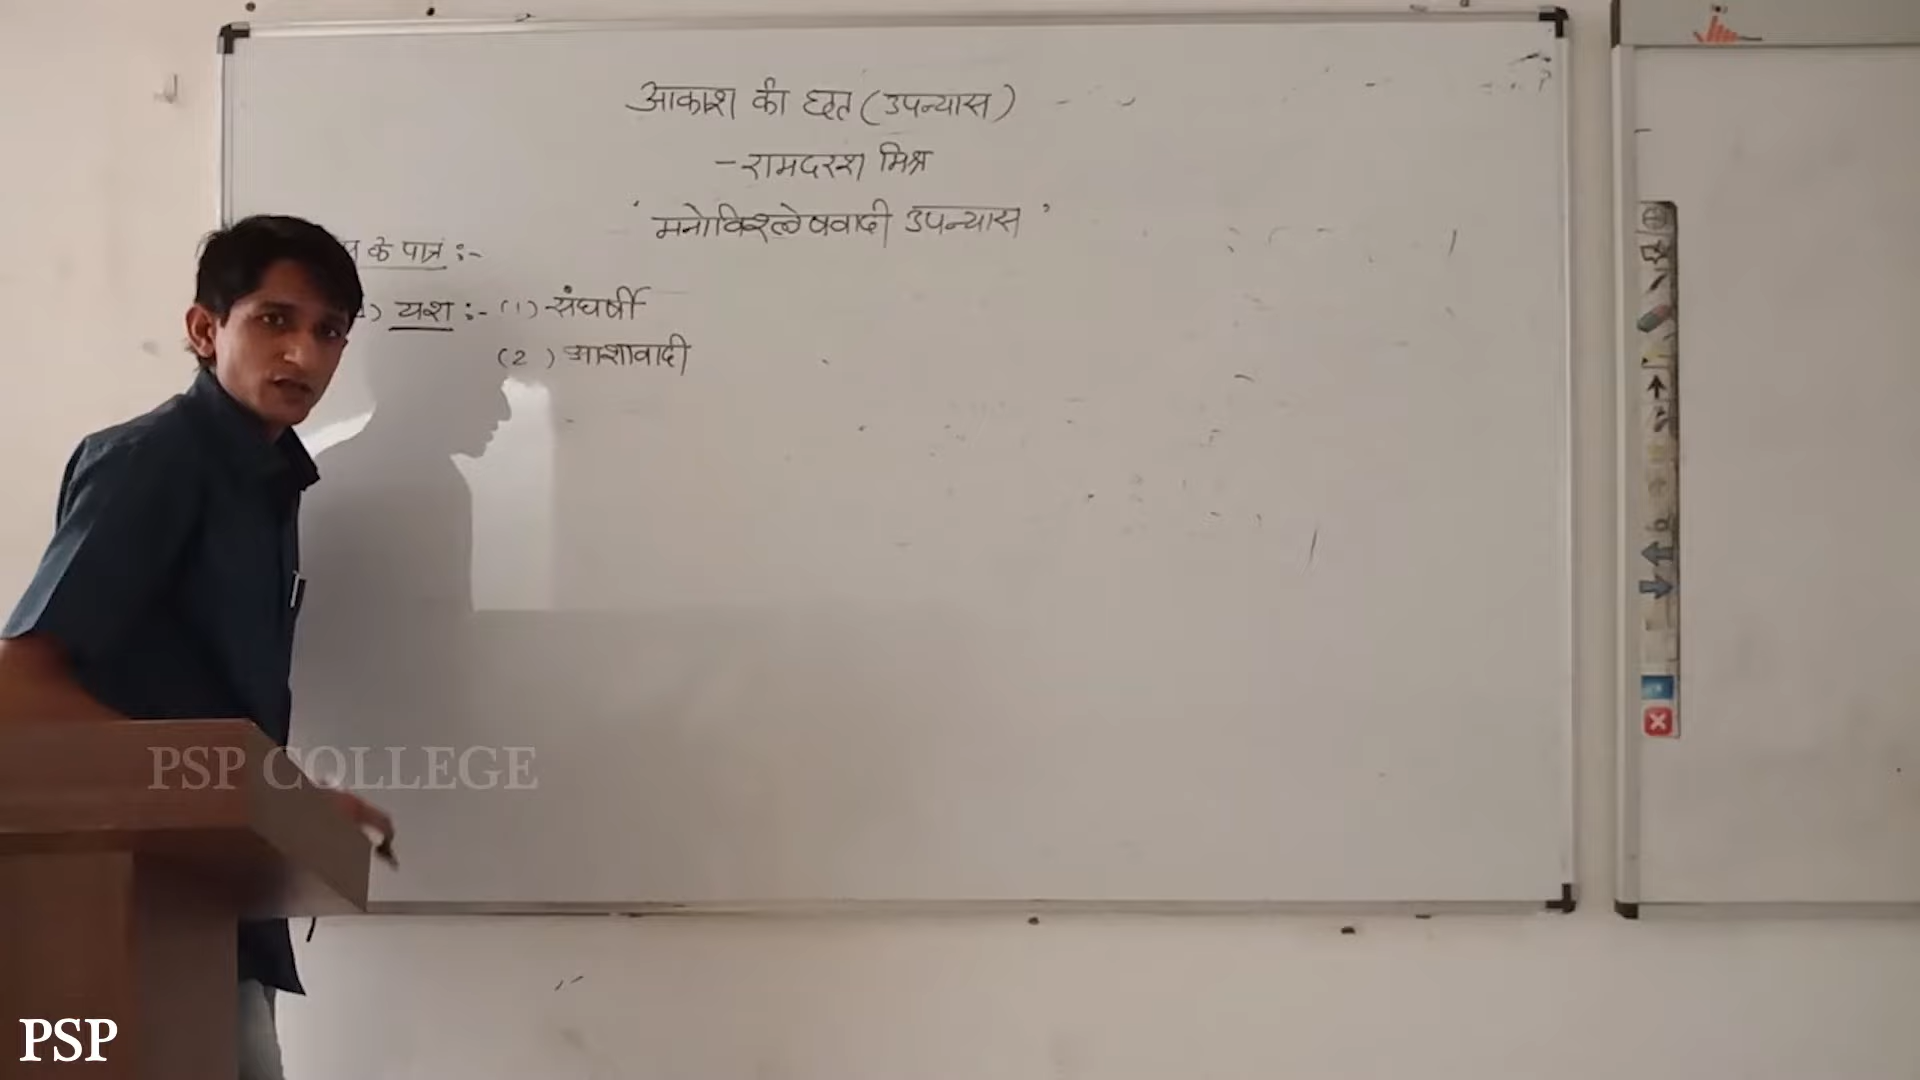 आकाश की छत (उपन्यास)
- रामदरश मिश्र
' मनोविश्लेषवादी उपन्यास '
के पात्र :-
यश :- (1) संघर्षी
(2) आशावादी
PSP COLLEGE
PSP